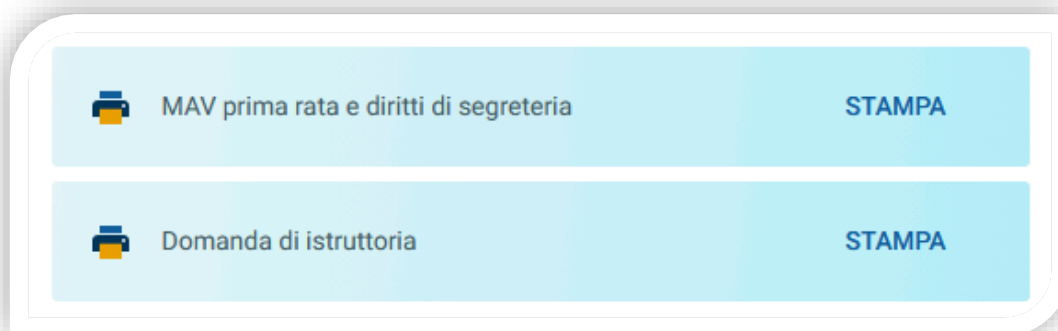 MAV prima rata e diritti di segreteria STAMPA
Domanda di istruttoria STAMPA